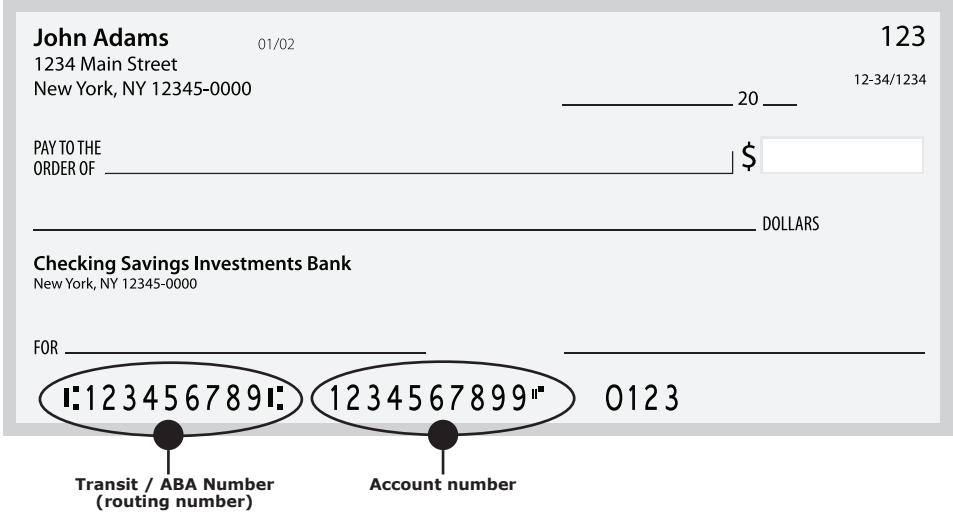 John Adams 01/02 123
1234 Main Street
New York, NY 12345-0000
12-34/1234
20
PAY TO THE
ORDER OF
$
DOLLARS
Checking Savings Investments Bank
New York, NY 12345-0000
FOR
⑆123456789⑆ 1234567899⑈ 0123
Transit / ABA Number
(routing number)
Account number